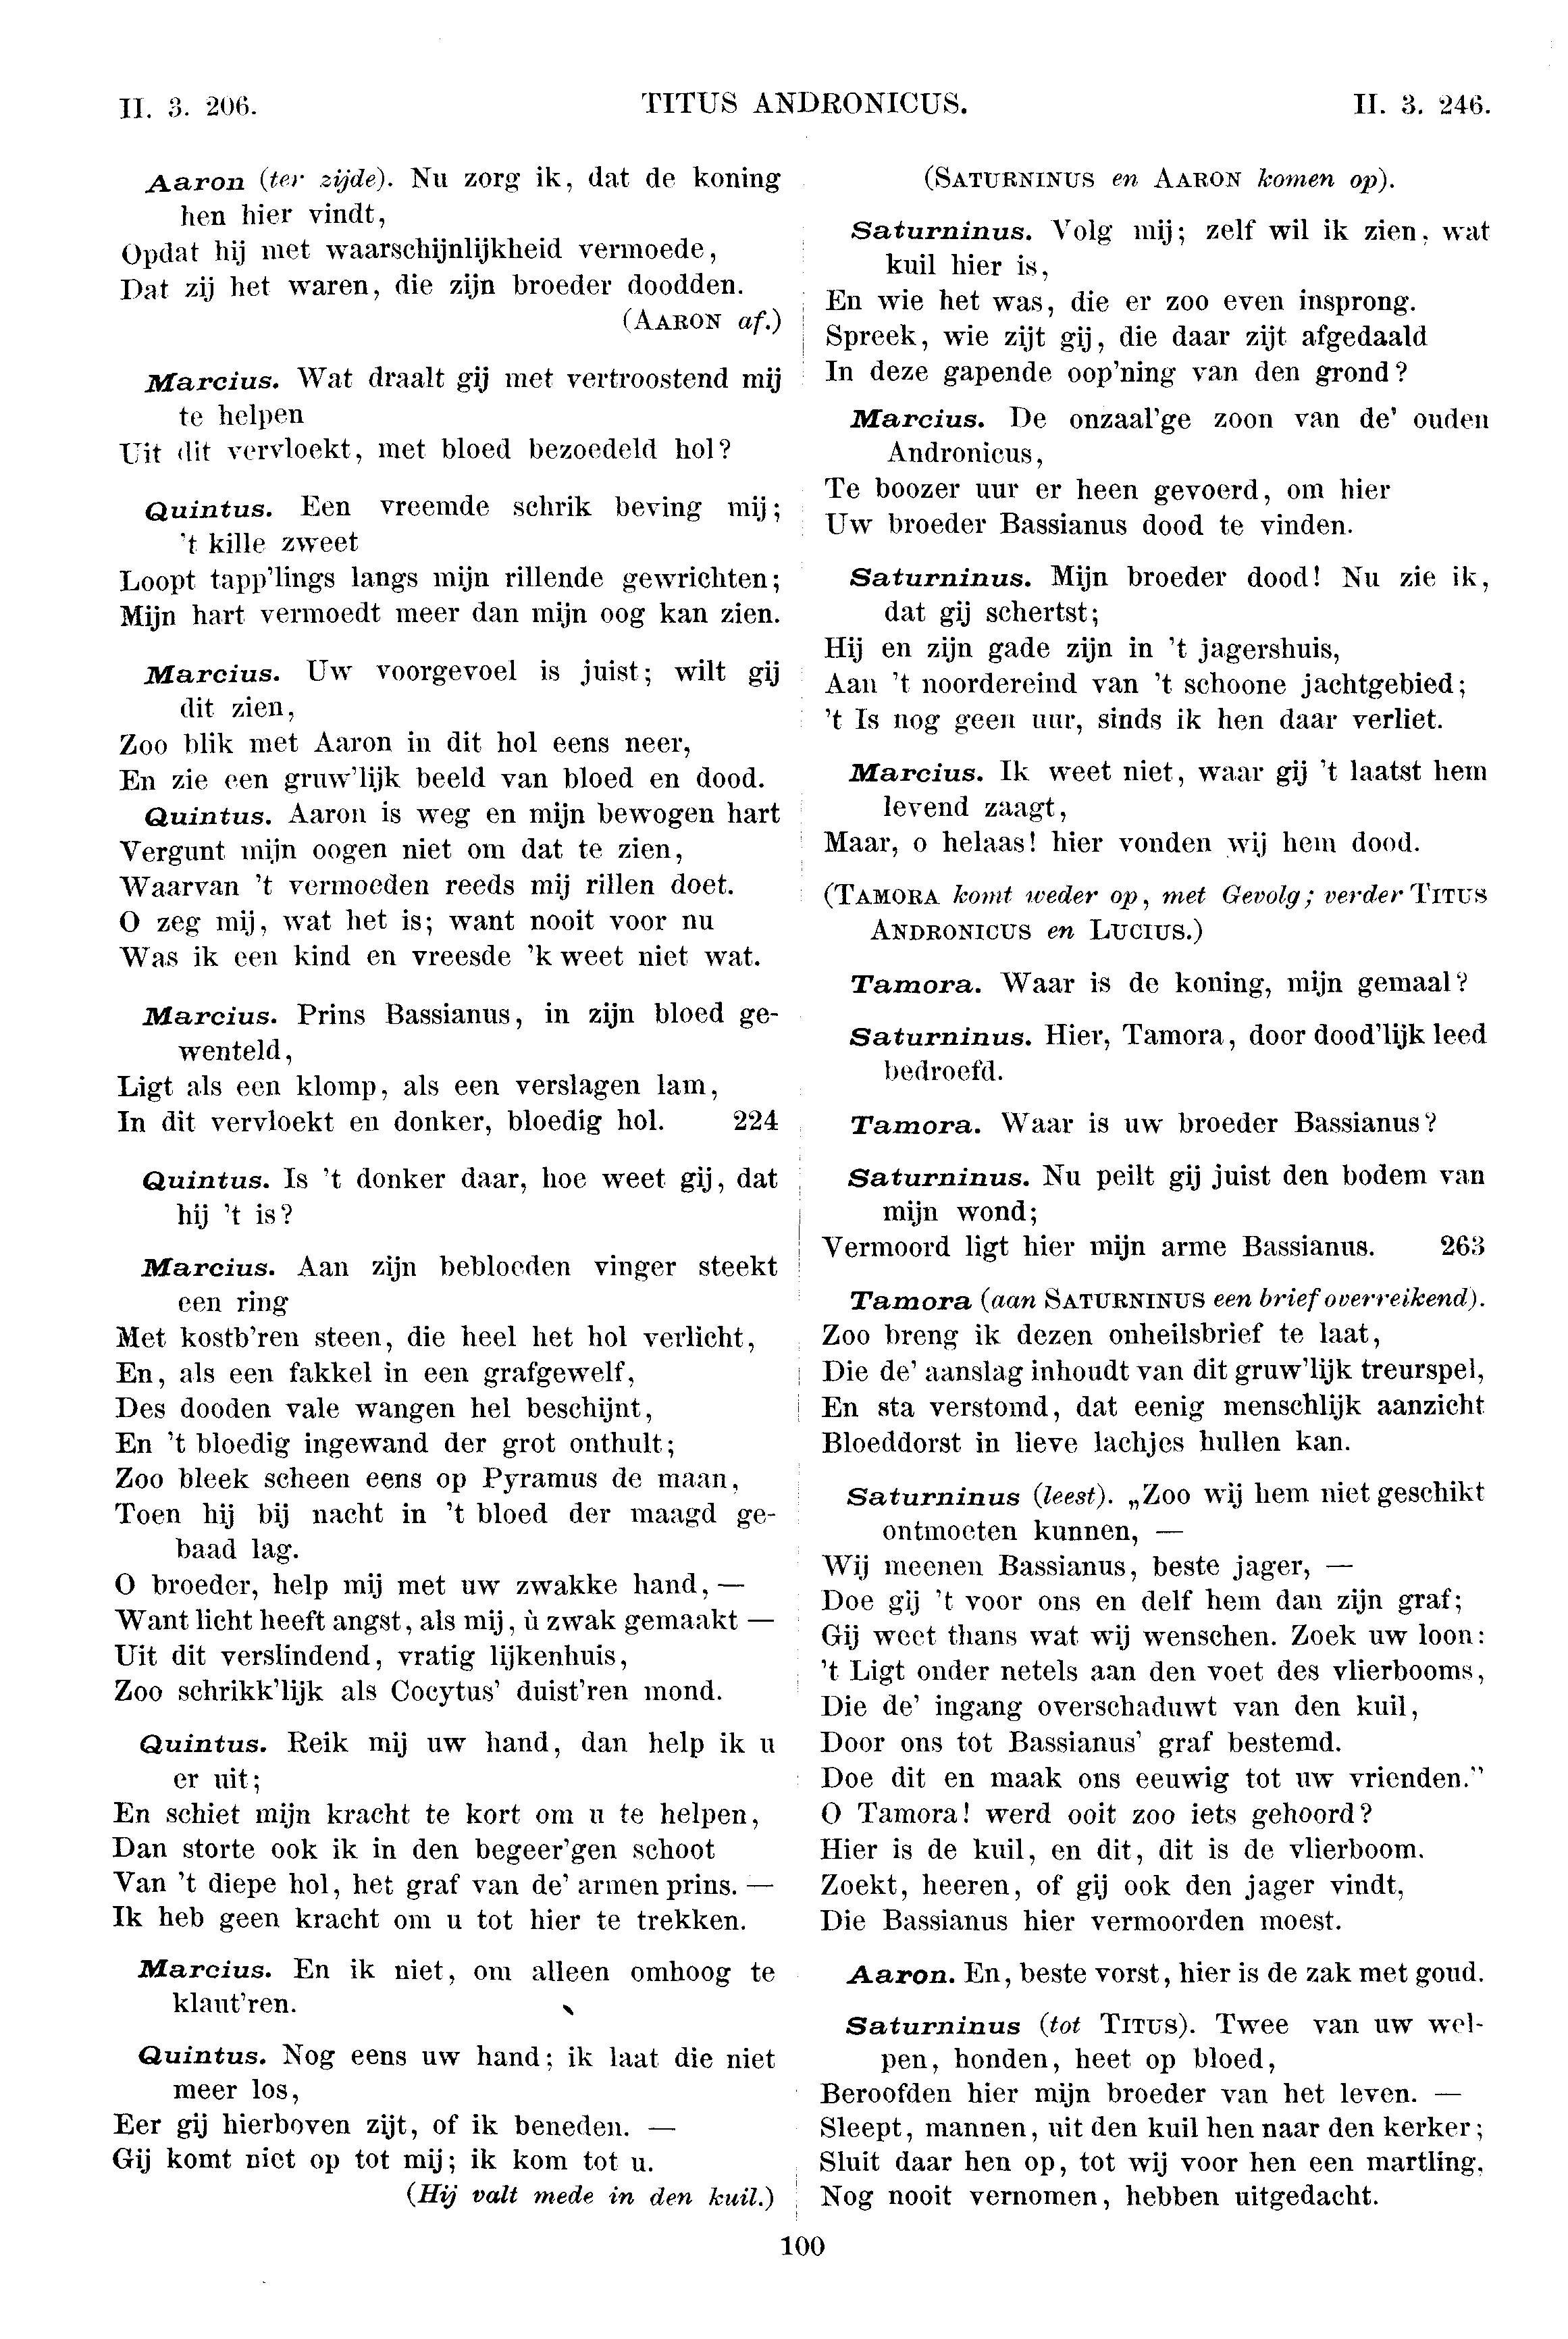 II. 3. 206.
TITUS ANDRONICUS.
II. 3. 246.
Aaron (ter zijde). Nu zorg ik, dat de koning
hen hier vindt,
Opdat hij met waarschijnlijkheid vermoede,
Dat zij het waren, die zijn broeder doodden.
(AARON af.)
Marcius. Wat draalt gij met vertroostend mij
te helpen
Uit dit vervloekt, met bloed bezoedeld hol?
Quintus. Een vreemde schrik beving mij;
't kille zweet
Loopt tapp'lings langs mijn rillende gewrichten;
Mijn hart vermoedt meer dan mijn oog kan zien.
Marcius. Uw voorgevoel is juist; wilt gij
dit zien,
Zoo blik met Aaron in dit hol eens neer,
En zie een gruw'lijk beeld van bloed en dood.
Quintus. Aaron is weg en mijn bewogen hart
Vergunt mijn oogen niet om dat te zien,
Waarvan 't vermoeden reeds mij rillen doet.
O zeg mij, wat het is; want nooit voor nu
Was ik een kind en vreesde 'k weet niet wat.
Marcius. Prins Bassianus, in zijn bloed ge-
wenteld,
Ligt als een klomp, als een verslagen lam,
In dit vervloekt en donker, bloedig hol. 224
Quintus. Is 't donker daar, hoe weet gij, dat
hij 't is?
Marcius. Aan zijn bebloeden vinger steekt
een ring
Met kostb'ren steen, die heel het hol verlicht,
En, als een fakkel in een grafgewelf,
Des dooden vale wangen hel beschijnt,
En 't bloedig ingewand der grot onthult;
Zoo bleek scheen eens op Pyramus de maan,
Toen hij bij nacht in 't bloed der maagd ge-
baad lag.
O broeder, help mij met uw zwakke hand, —
Want licht heeft angst, als mij, ù zwak gemaakt —
Uit dit verslindend, vratig lijkenhuis,
Zoo schrikk'lijk als Cocytus' duist'ren mond.
Quintus. Reik mij uw hand, dan help ik u
er uit;
En schiet mijn kracht te kort om u te helpen,
Dan storte ook ik in den begeer'gen schoot
Van 't diepe hol, het graf van de' armen prins. —
Ik heb geen kracht om u tot hier te trekken.
Marcius. En ik niet, om alleen omhoog te
klaut'ren.
Quintus. Nog eens uw hand; ik laat die niet
meer los,
Eer gij hierboven zijt, of ik beneden. —
Gij komt niet op tot mij; ik kom tot u.
(Hij valt mede in den kuil.)
(SATURNINUS en AARON komen op).
Saturninus. Volg mij; zelf wil ik zien, wat
kuil hier is,
En wie het was, die er zoo even insprong.
Spreek, wie zijt gij, die daar zijt afgedaald
In deze gapende oop'ning van den grond?
Marcius. De onzaal'ge zoon van de' ouden
Andronicus,
Te boozer uur er heen gevoerd, om hier
Uw broeder Bassianus dood te vinden.
Saturninus. Mijn broeder dood! Nu zie ik,
dat gij schertst;
Hij en zijn gade zijn in 't jagershuis,
Aan 't noordereind van 't schoone jachtgebied;
't Is nog geen uur, sinds ik hen daar verliet.
Marcius. Ik weet niet, waar gij 't laatst hem
levend zaagt,
Maar, o helaas! hier vonden wij hem dood.
(TAMORA komt weder op, met Gevolg; verder TITUS
ANDRONICUS en LUCIUS.)
Tamora. Waar is de koning, mijn gemaal?
Saturninus. Hier, Tamora, door dood'lijk leed
bedroefd.
Tamora. Waar is uw broeder Bassianus?
Saturninus. Nu peilt gij juist den bodem van
mijn wond;
Vermoord ligt hier mijn arme Bassianus. 263
Tamora (aan SATURNINUS een brief overreikend).
Zoo breng ik dezen onheilsbrief te laat,
Die de' aanslag inhoudt van dit gruw'lijk treurspel,
En sta verstomd, dat eenig menschlijk aanzicht
Bloeddorst in lieve lachjes hullen kan.
Saturninus (leest). „Zoo wij hem niet geschikt
ontmoeten kunnen, —
Wij meenen Bassianus, beste jager, —
Doe gij 't voor ons en delf hem dan zijn graf;
Gij weet thans wat wij wenschen. Zoek uw loon:
't Ligt onder netels aan den voet des vlierbooms,
Die de' ingang overschaduwt van den kuil,
Door ons tot Bassianus' graf bestemd.
Doe dit en maak ons eeuwig tot uw vrienden."
O Tamora! werd ooit zoo iets gehoord?
Hier is de kuil, en dit, dit is de vlierboom.
Zoekt, heeren, of gij ook den jager vindt,
Die Bassianus hier vermoorden moest.
Aaron. En, beste vorst, hier is de zak met goud.
Saturninus (tot TITUS). Twee van uw wel-
pen, honden, heet op bloed,
Beroofden hier mijn broeder van het leven. —
Sleept, mannen, uit den kuil hen naar den kerker;
Sluit daar hen op, tot wij voor hen een martling,
Nog nooit vernomen, hebben uitgedacht.
100